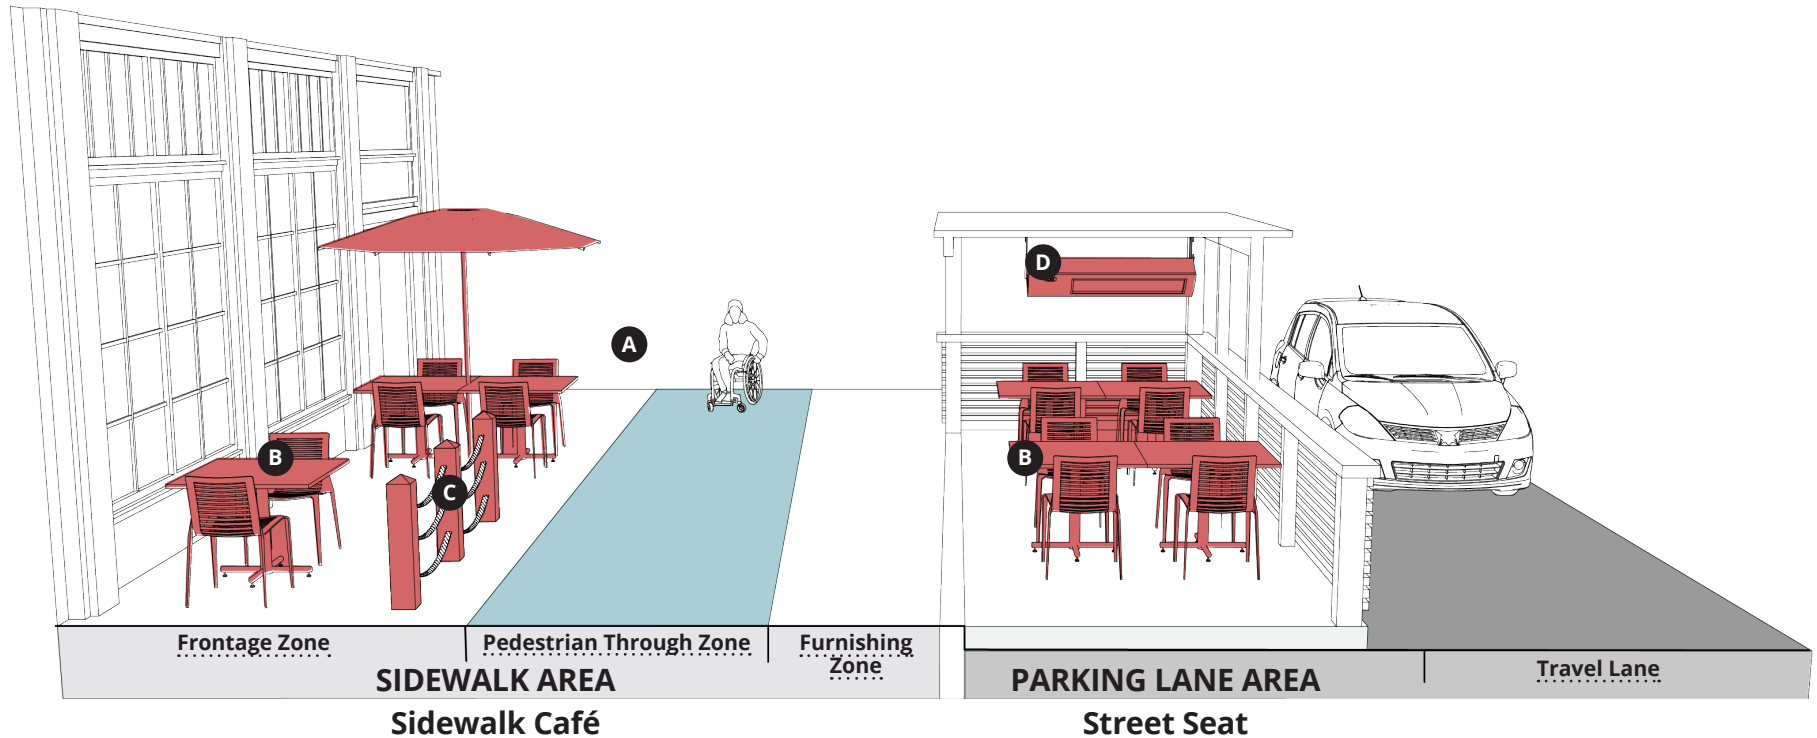 D
A
B
B
C
Frontage Zone
Pedestrian Through Zone
Furnishing
Zone
SIDEWALK AREA
PARKING LANE AREA
Travel Lane
Sidewalk Café
Street Seat